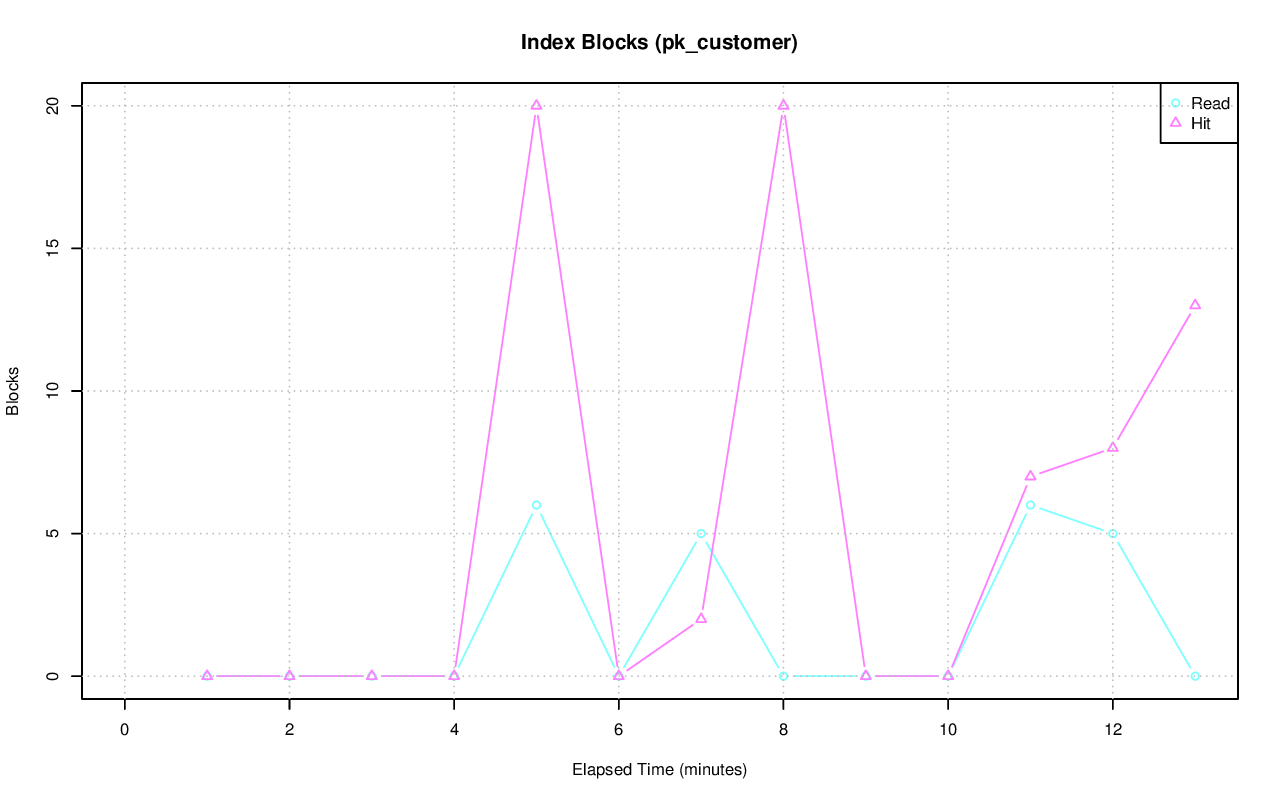 Index Blocks (pk_customer)
Read
Hit
20
15
10
5
0
Blocks
0 2 4 6 8 10 12
Elapsed Time (minutes)